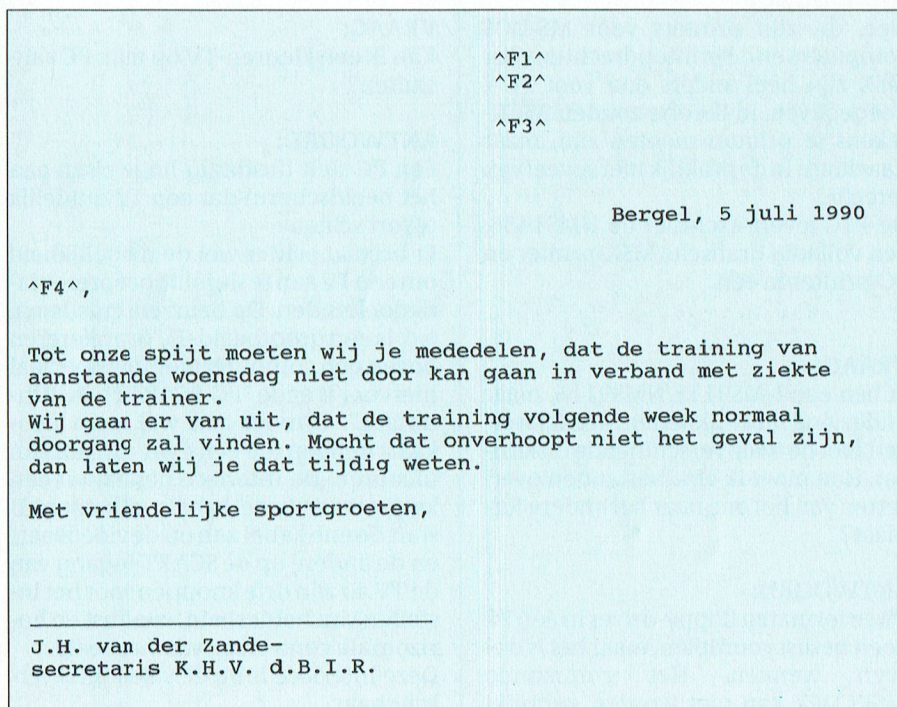 ^F1^
^F2^
^F3^
Bergel, 5 juli 1990
^F4^,
Tot onze spijt moeten wij je mededelen, dat de training van
aanstaande woensdag niet door kan gaan in verband met ziekte
van de trainer.
Wij gaan er van uit, dat de training volgende week normaal
doorgang zal vinden. Mocht dat onverhoopt niet het geval zijn,
dan laten wij je dat tijdig weten.
Met vriendelijke sportgroeten,
J.H. van der Zande-
secretaris K.H.V. d.B.I.R.